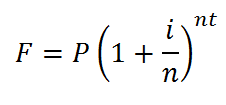 F = P(1 + i/n)^{nt}